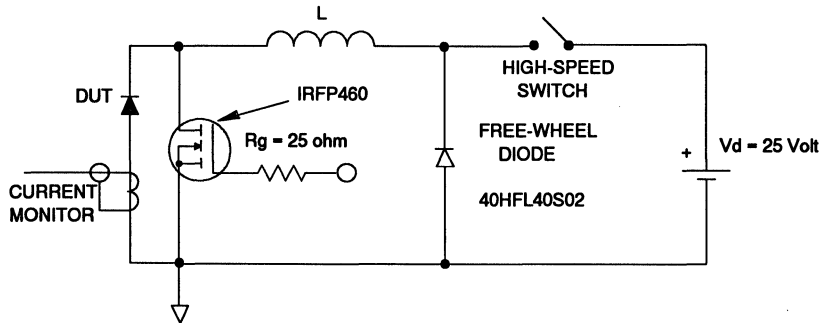 L
HIGH-SPEED
SWITCH
DUT
IRFP460
Rg = 25 ohm
FREE-WHEEL
DIODE
40HFL40S02
+
Vd = 25 Volt
CURRENT
MONITOR